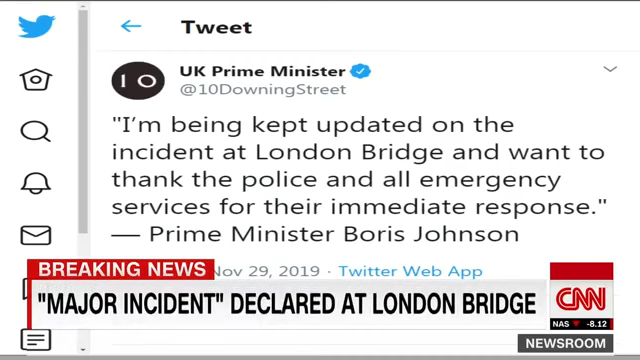 Tweet
10
UK Prime Minister
@10DowningStreet
"I'm being kept updated on the
incident at London Bridge and want to
thank the police and all emergency
services for their immediate response."
— Prime Minister Boris Johnson
Nov 29, 2019 · Twitter Web App
BREAKING NEWS
"MAJOR INCIDENT" DECLARED AT LONDON BRIDGE
CNN
NAS ▼ -8.12
NEWSROOM